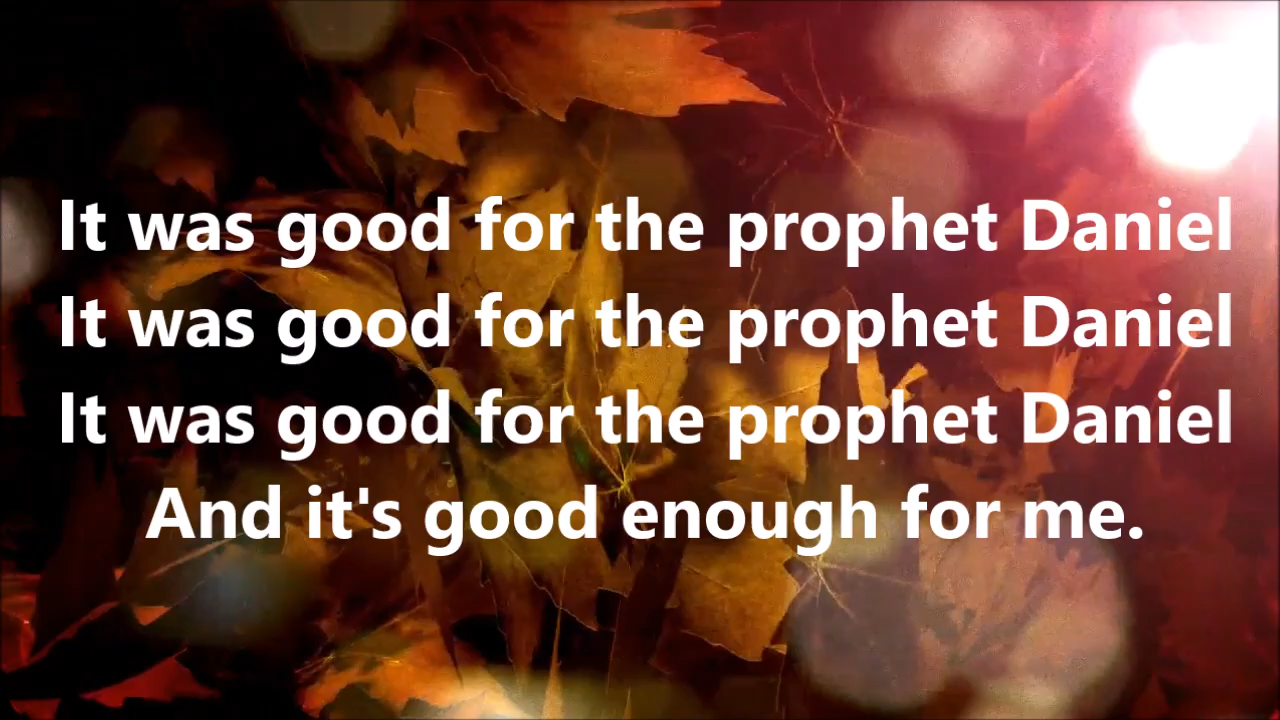 It was good for the prophet Daniel
It was good for the prophet Daniel
It was good for the prophet Daniel
And it's good enough for me.